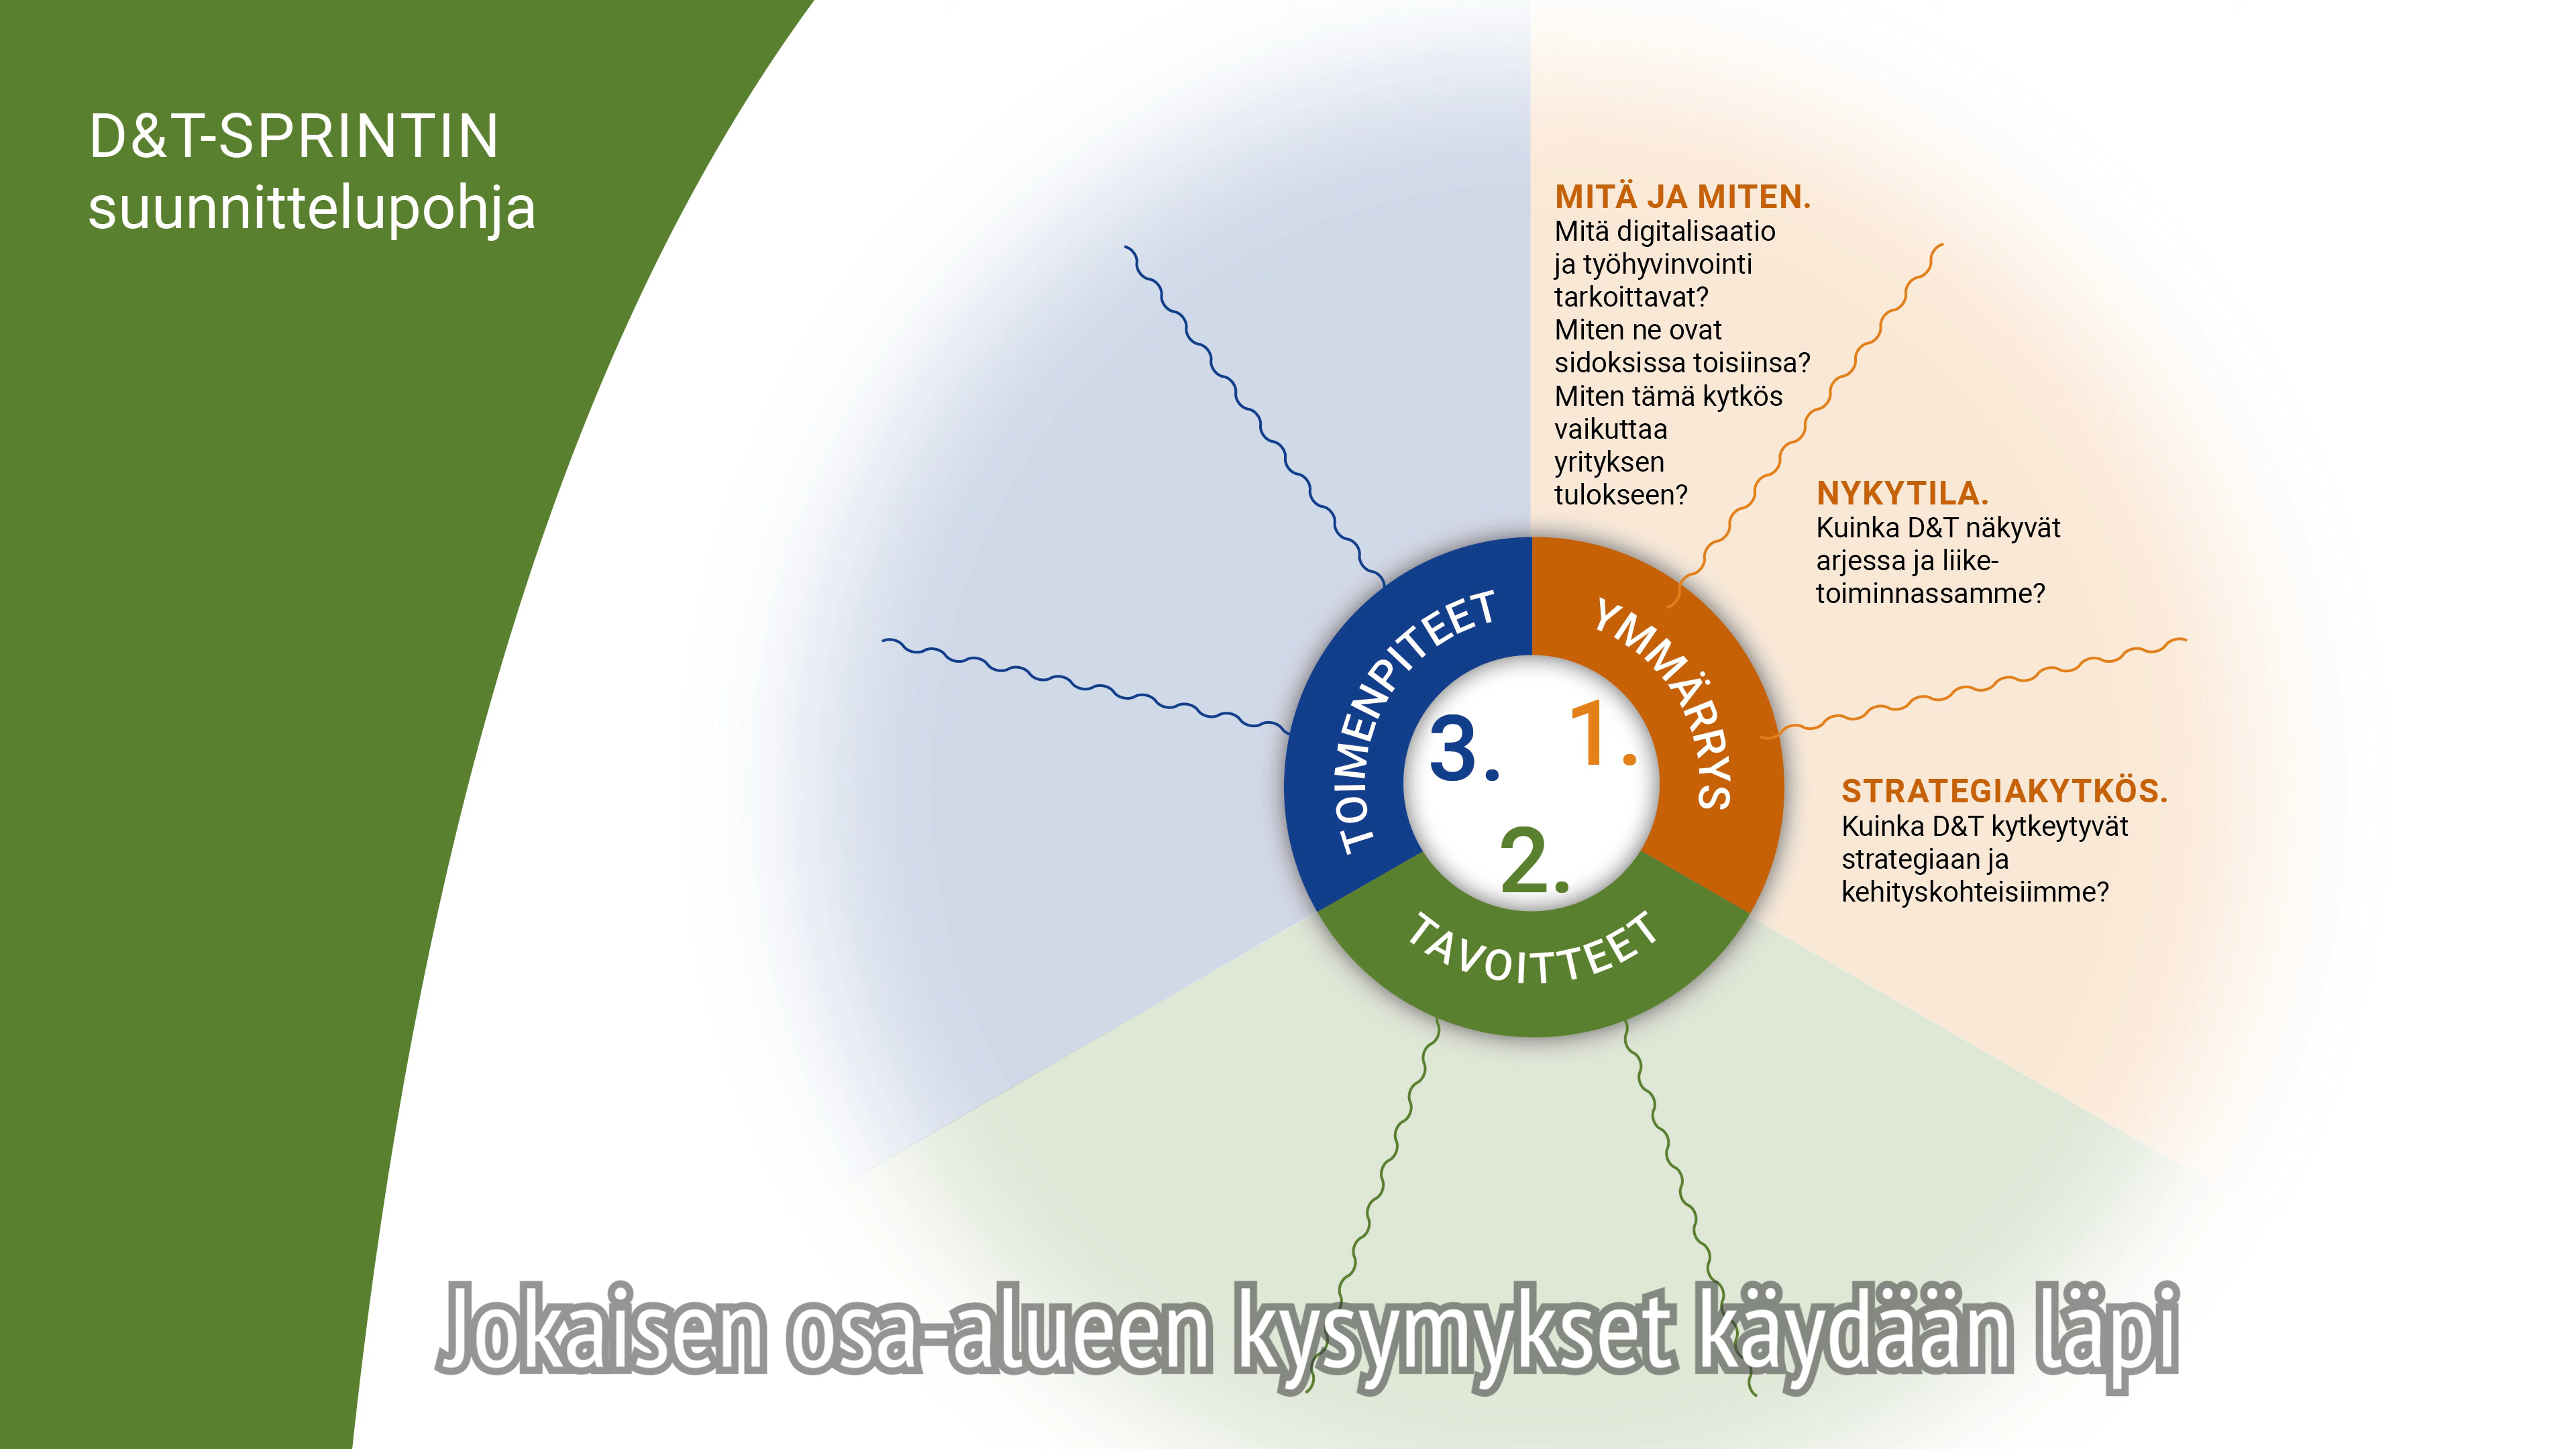 D&T-SPRINTIN
suunnittelupohja
MITÄ JA MITEN.
Mitä digitalisaatio
ja työhyvinvointi
tarkoittavat?
Miten ne ovat
sidoksissa toisiinsa?
Miten tämä kytkös
vaikuttaa
yrityksen
tulokseen?
NYKYTILA.
Kuinka D&T näkyvät
arjessa ja liike-
toiminnassamme?
STRATEGIAKYTKÖS.
Kuinka D&T kytkeytyvät
strategiaan ja
kehityskohteisiimme?
1.
YMMÄRRYS
2.
TAVOITTEET
3.
TOIMENPITEET
Jokaisen osa-alueen kysymykset käydään läpi